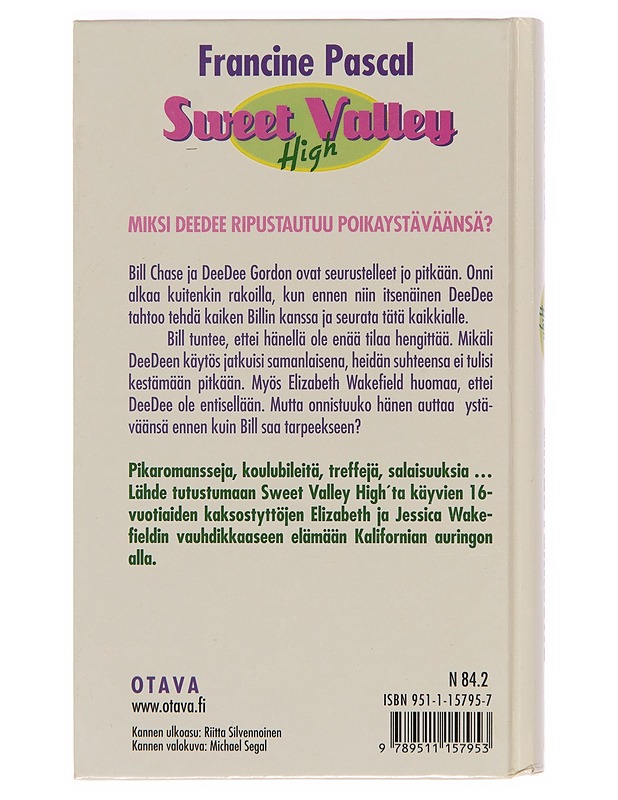 Francine Pascal
Sweet Valley
High
MIKSI DEEDEE RIPUSTAUTUU POIKAYSTÄVÄÄNSÄ?
Bill Chase ja DeeDee Gordon ovat seurustelleet jo pitkään. Onni
alkaa kuitenkin rakoilla, kun ennen niin itsenäinen DeeDee
tahtoo tehdä kaiken Billin kanssa ja seurata tätä kaikkialle.
Bill tuntee, ettei hänellä ole enää tilaa hengittää. Mikäli
DeeDeen käytös jatkuisi samanlaisena, heidän suhteensa ei tulisi
kestämään pitkään. Myös Elizabeth Wakefield huomaa, ettei
DeeDee ole entisellään. Mutta onnistuuko hänen auttaa ystä-
väänsä ennen kuin Bill saa tarpeekseen?
Pikaromansseja, koulubileitä, treffejä, salaisuuksia ...
Lähde tutustumaan Sweet Valley High´ta käyvien 16-
vuotiaiden kaksostyttöjen Elizabeth ja Jessica Wake-
fieldin vauhdikkaaseen elämään Kalifornian auringon
alla.
OTAVA
www.otava.fi
Kannen ulkoasu: Riitta Silvennoinen
Kannen valokuva: Michael Segal
N 84.2
ISBN 951-1-15795-7
9 789511 157953